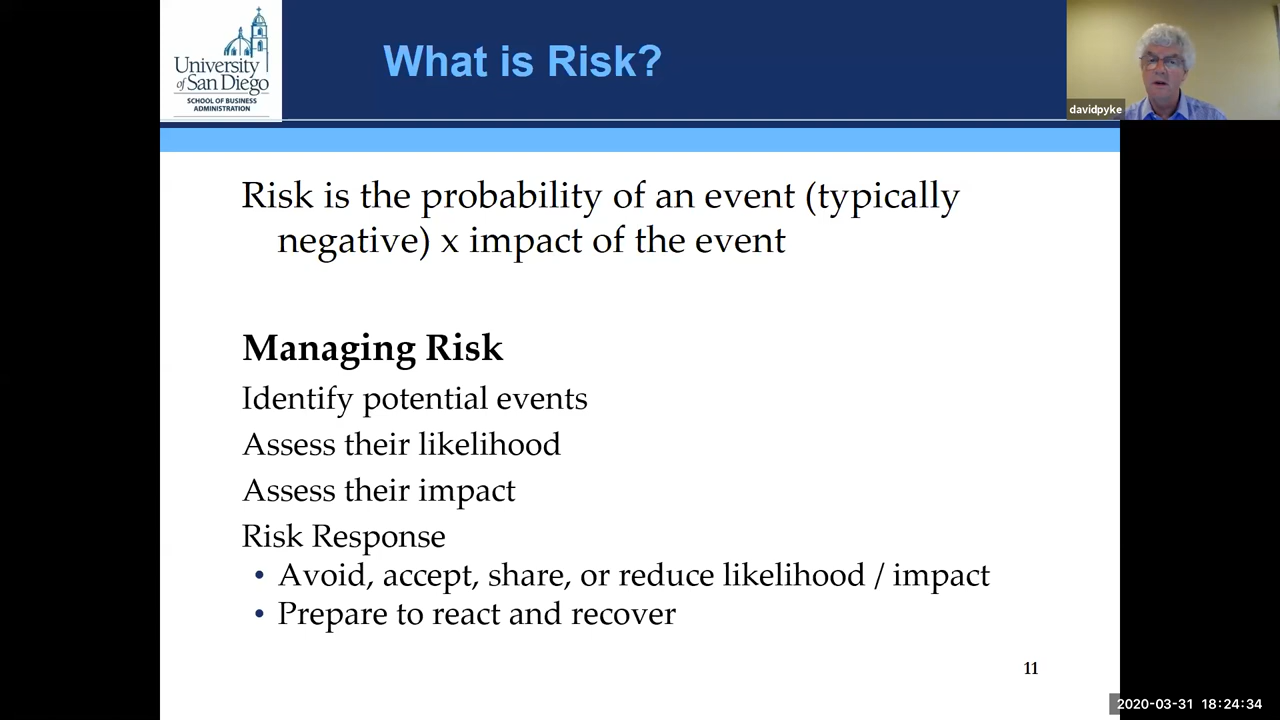 University
of San Diego
SCHOOL OF BUSINESS
ADMINISTRATION
What is Risk?
davidpyke
Risk is the probability of an event (typically
negative) x impact of the event
Managing Risk
Identify potential events
Assess their likelihood
Assess their impact
Risk Response
• Avoid, accept, share, or reduce likelihood / impact
• Prepare to react and recover
11
2020-03-31 18:24:34